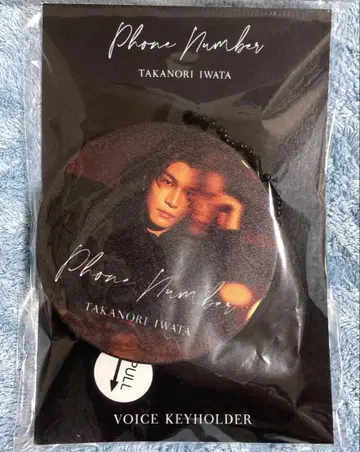 Phone Number
TAKANORI IWATA
Phone Number
TAKANORI IWATA
PULL
VOICE KEYHOLDER